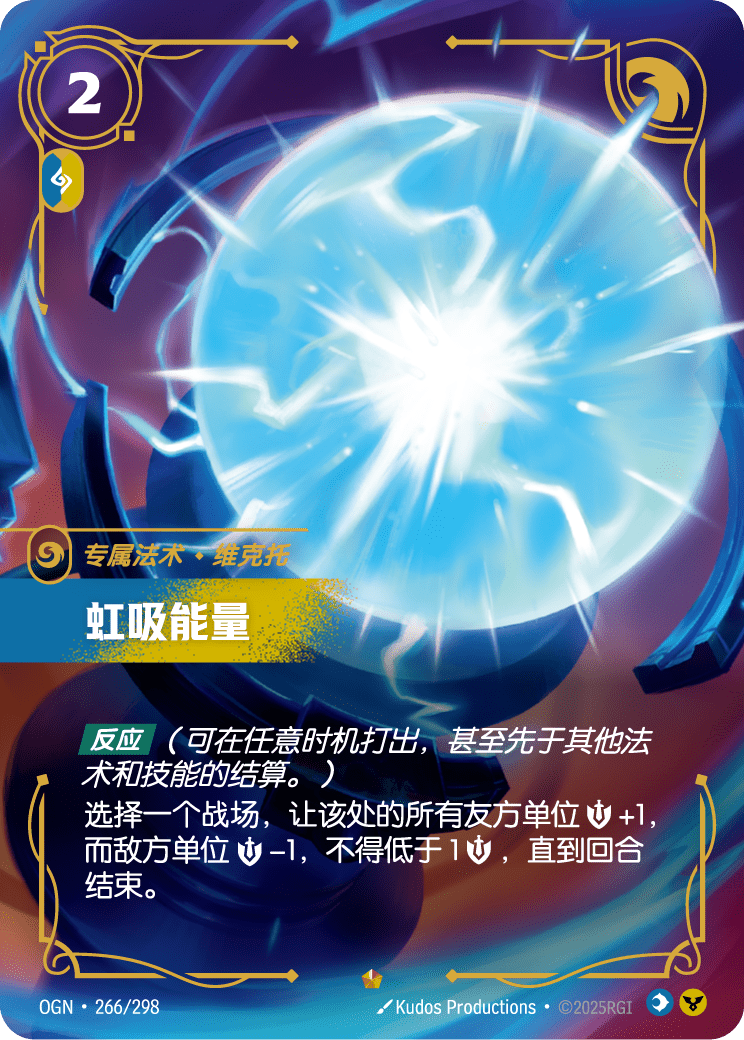 2
专属法术 • 维克托
虹吸能量
反应（可在任意时机打出，甚至先于其他法
术和技能的结算。）
选择一个战场，让该处的所有友方单位 +1，
而敌方单位 –1，不得低于 1，直到回合
结束。
OGN • 266/298
Kudos Productions • ©2025RGI